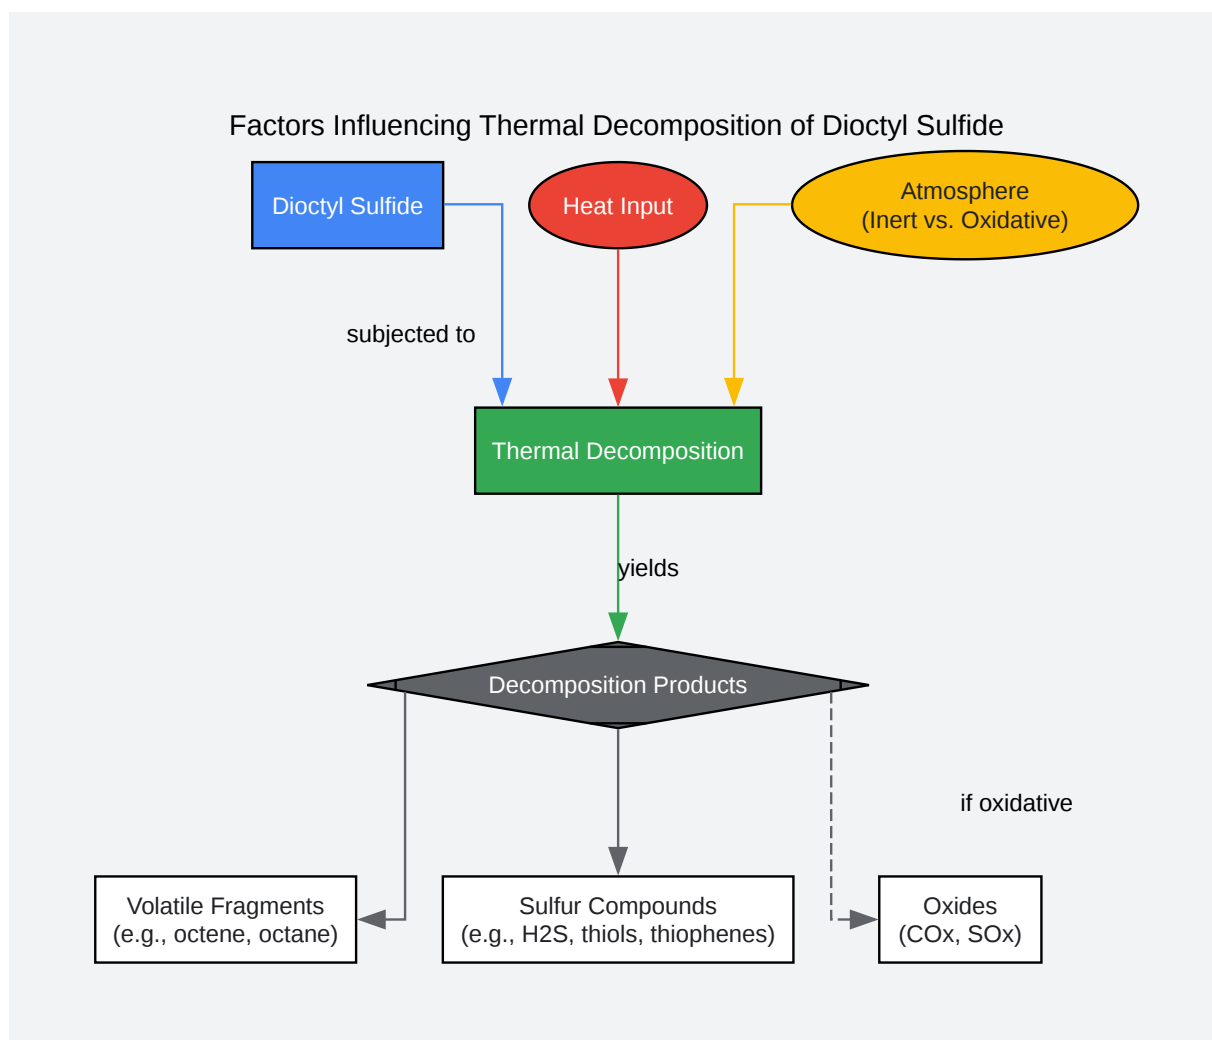 Factors Influencing Thermal Decomposition of Dioctyl Sulfide
Dioctyl Sulfide
Heat Input
Atmosphere
(Inert vs. Oxidative)
subjected to
Thermal Decomposition
yields
Decomposition Products
if oxidative
Volatile Fragments
(e.g., octene, octane)
Sulfur Compounds
(e.g., H2S, thiols, thiophenes)
Oxides
(COx, SOx)